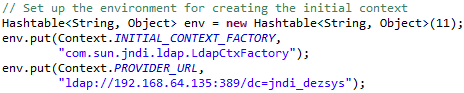 // Set up the environment for creating the initial context
Hashtable<String, Object> env = new Hashtable<String, Object>(11);
env.put(Context.INITIAL_CONTEXT_FACTORY,
"com.sun.jndi.ldap.LdapCtxFactory");
env.put(Context.PROVIDER_URL,
"ldap://192.168.64.135:389/dc=jndi_dezsys");